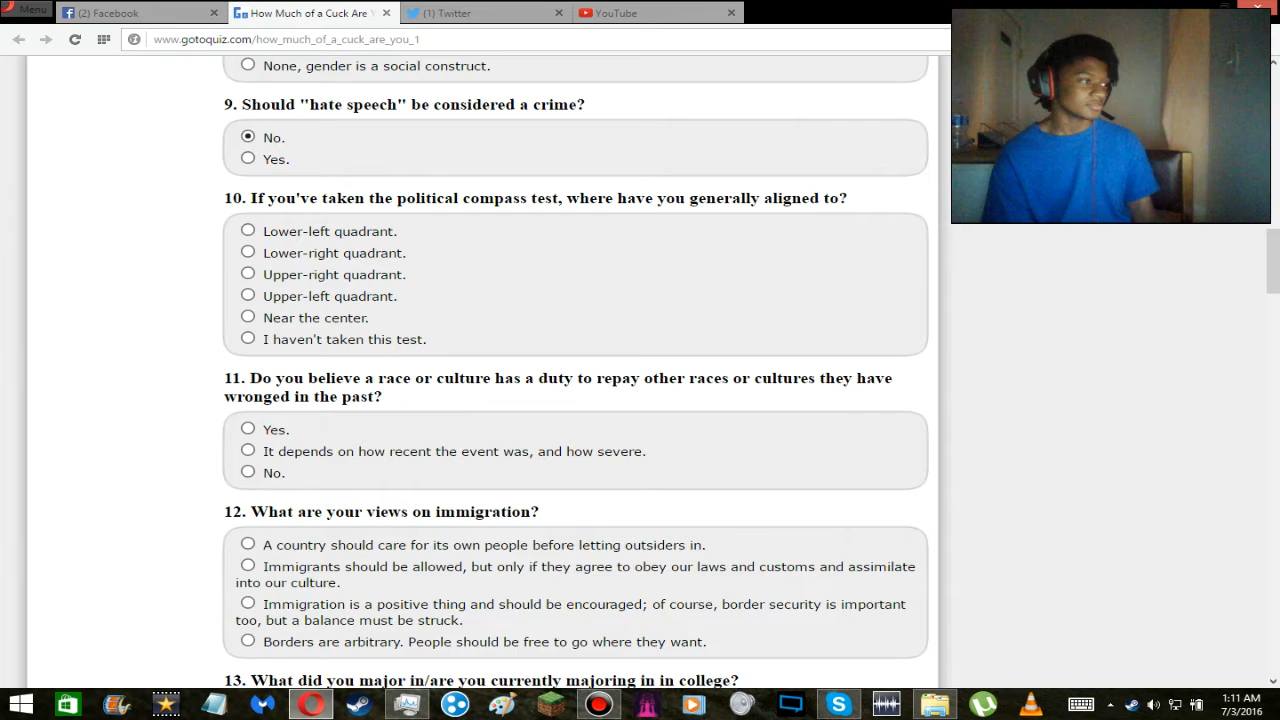 Menu
(2) Facebook
How Much of a Cuck Are Y
(1) Twitter
YouTube
www.gotoquiz.com/how_much_of_a_cuck_are_you_1
None, gender is a social construct.
9. Should "hate speech" be considered a crime?
No.
Yes.
10. If you've taken the political compass test, where have you generally aligned to?
Lower-left quadrant.
Lower-right quadrant.
Upper-right quadrant.
Upper-left quadrant.
Near the center.
I haven't taken this test.
11. Do you believe a race or culture has a duty to repay other races or cultures they have
wronged in the past?
Yes.
It depends on how recent the event was, and how severe.
No.
12. What are your views on immigration?
A country should care for its own people before letting outsiders in.
Immigrants should be allowed, but only if they agree to obey our laws and customs and assimilate
into our culture.
Immigration is a positive thing and should be encouraged; of course, border security is important
too, but a balance must be struck.
Borders are arbitrary. People should be free to go where they want.
13. What did you major in/are you currently majoring in in college?
1:11 AM
7/3/2016